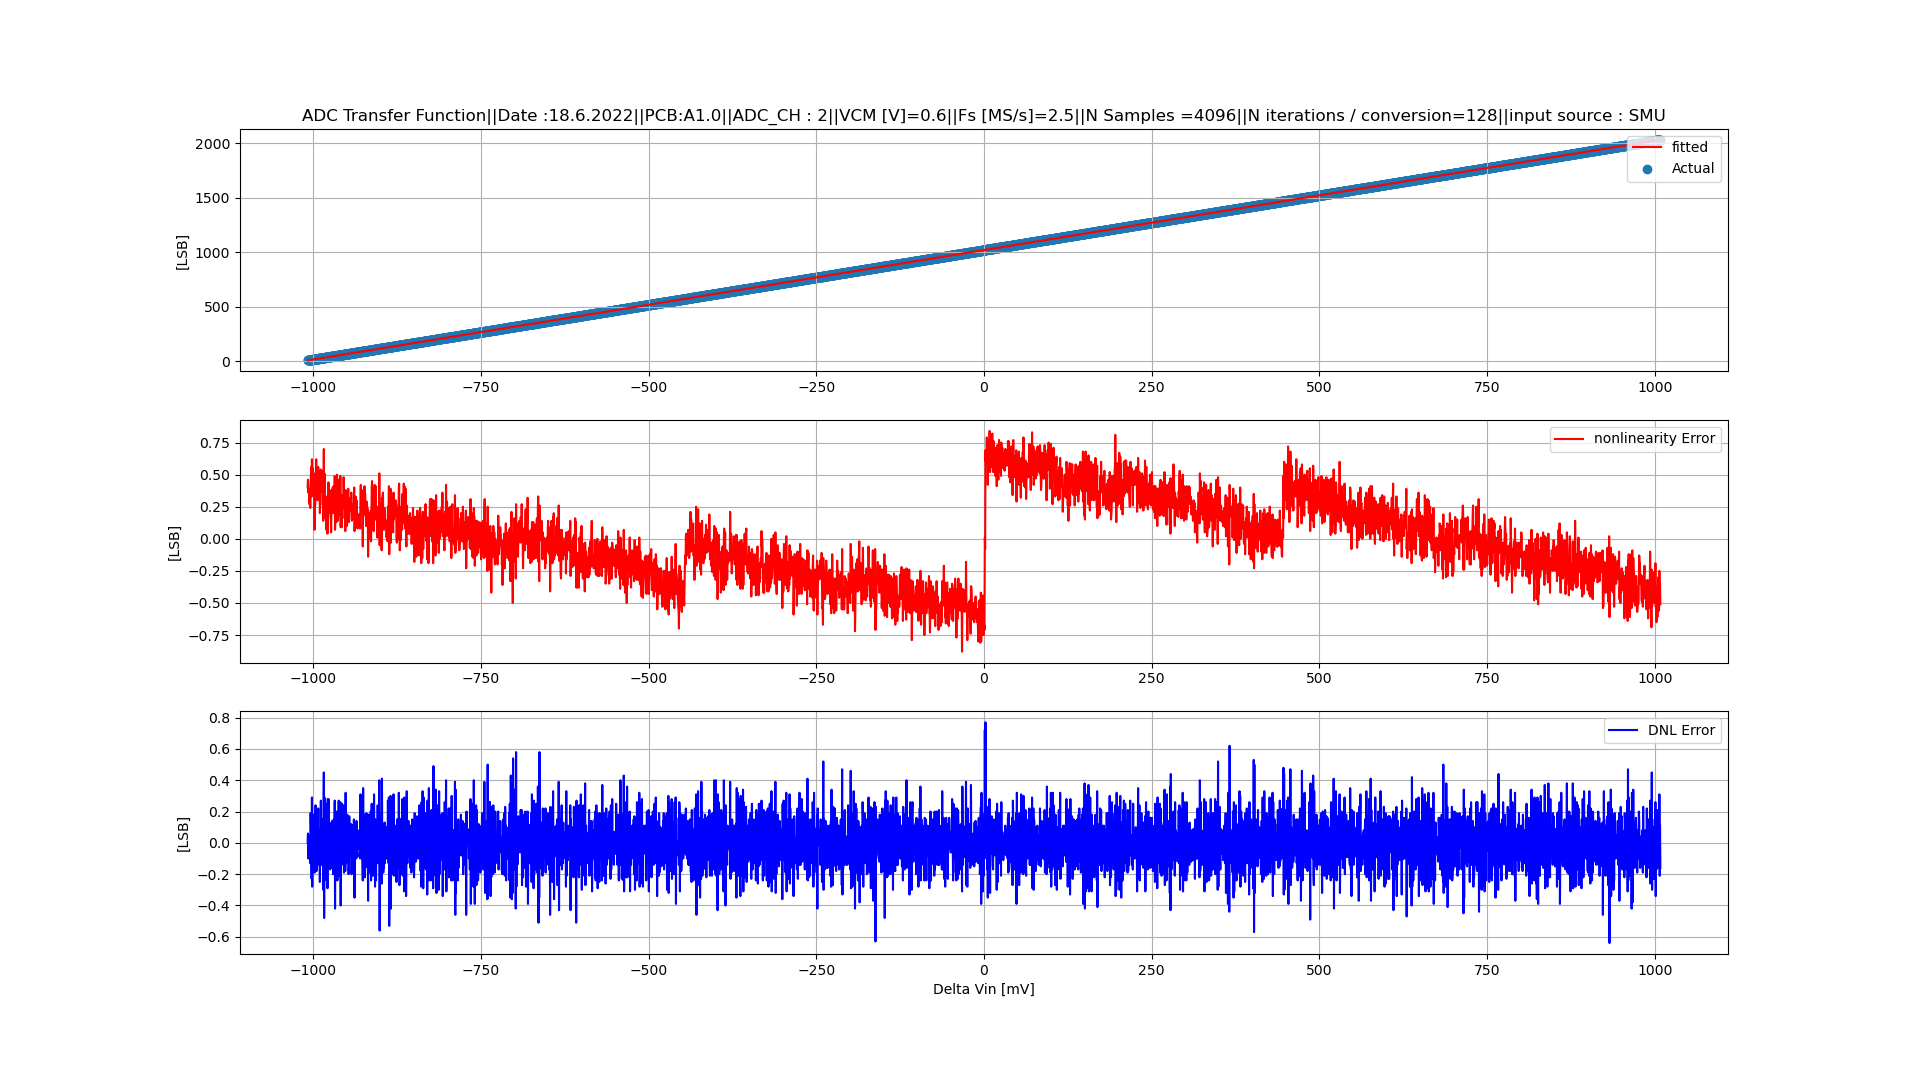 ADC Transfer Function||Date :18.6.2022||PCB:A1.0||ADC_CH : 2||VCM [V]=0.6||Fs [MS/s]=2.5||N Samples =4096||N iterations / conversion=128||input source : SMU
2000
1500
1000
500
0
[LSB]
fitted
Actual
−1000 −750 −500 −250 0 250 500 750 1000
0.75
0.50
0.25
0.00
−0.25
−0.50
−0.75
[LSB]
nonlinearity Error
−1000 −750 −500 −250 0 250 500 750 1000
0.8
0.6
0.4
0.2
0.0
−0.2
−0.4
−0.6
[LSB]
DNL Error
−1000 −750 −500 −250 0 250 500 750 1000
Delta Vin [mV]